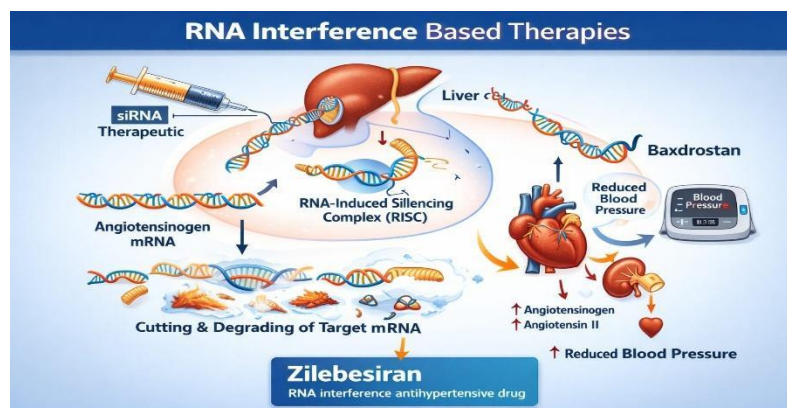 RNA Interference Based Therapies
siRNA
Therapeutic
Liver
Baxdrostan
RNA-Induced Sillencing
Complex (RISC)
Angiotensinogen
mRNA
Reduced
Blood
Pressure
Blood
Pressure
Cutting & Degrading of Target mRNA
↑ Angiotensinogen
↑ Angiotensin II
↑ Reduced Blood Pressure
Zilebesiran
RNA interference antihypertensive drug